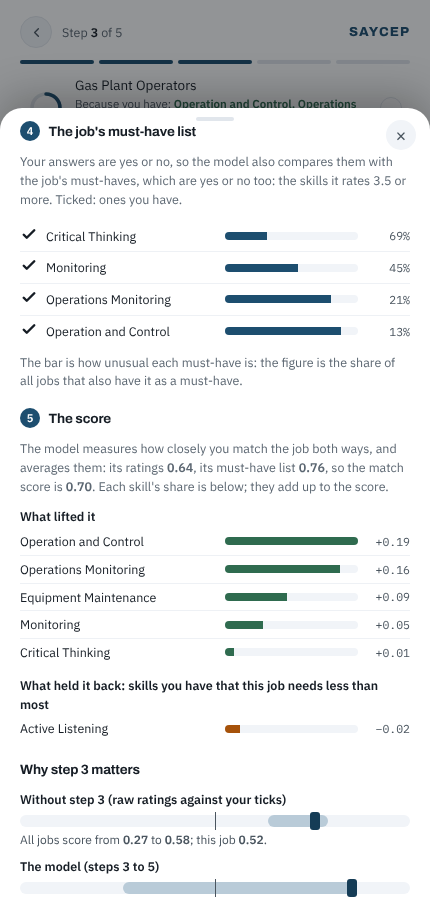 Step 3 of 5
SAYCEP
Gas Plant Operators
Because you have: Operation and Control, Operations
4 The job's must-have list
Your answers are yes or no, so the model also compares them with
the job's must-haves, which are yes or no too: the skills it rates 3.5 or
more. Ticked: ones you have.
Critical Thinking 69%
Monitoring 45%
Operations Monitoring 21%
Operation and Control 13%
The bar is how unusual each must-have is: the figure is the share of
all jobs that also have it as a must-have.
5 The score
The model measures how closely you match the job both ways, and
averages them: its ratings 0.64, its must-have list 0.76, so the match
score is 0.70. Each skill's share is below; they add up to the score.
What lifted it
Operation and Control +0.19
Operations Monitoring +0.16
Equipment Maintenance +0.09
Monitoring +0.05
Critical Thinking +0.01
What held it back: skills you have that this job needs less than
most
Active Listening −0.02
Why step 3 matters
Without step 3 (raw ratings against your ticks)
All jobs score from 0.27 to 0.58; this job 0.52.
The model (steps 3 to 5)